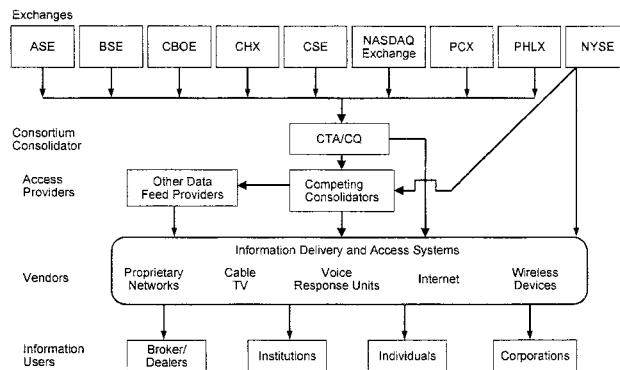 Exchanges
ASE
BSE
CBOE
CHX
CSE
NASDAQ
Exchange
PCX
PHLX
NYSE
Consortium
Consolidator
CTA/CQ
Access
Providers
Other Data
Feed Providers
Competing
Consolidators
Information Delivery and Access Systems
Vendors
Proprietary
Networks
Cable
TV
Voice
Response Units
Internet
Wireless
Devices
Information
Users
Broker/
Dealers
Institutions
Individuals
Corporations